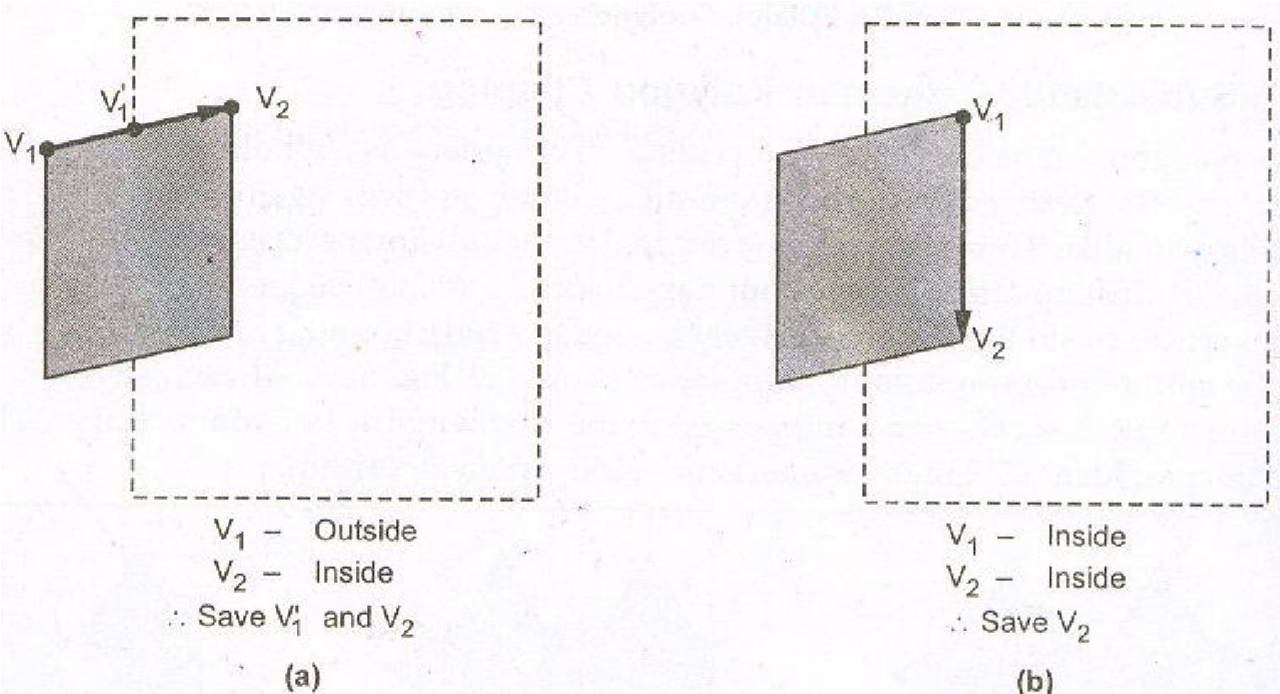 V₁' V₂
V₁
V₁ – Outside
V₂ – Inside
∴ Save V₁' and V₂
(a)
V₁
V₂
V₁ – Inside
V₂ – Inside
∴ Save V₂
(b)